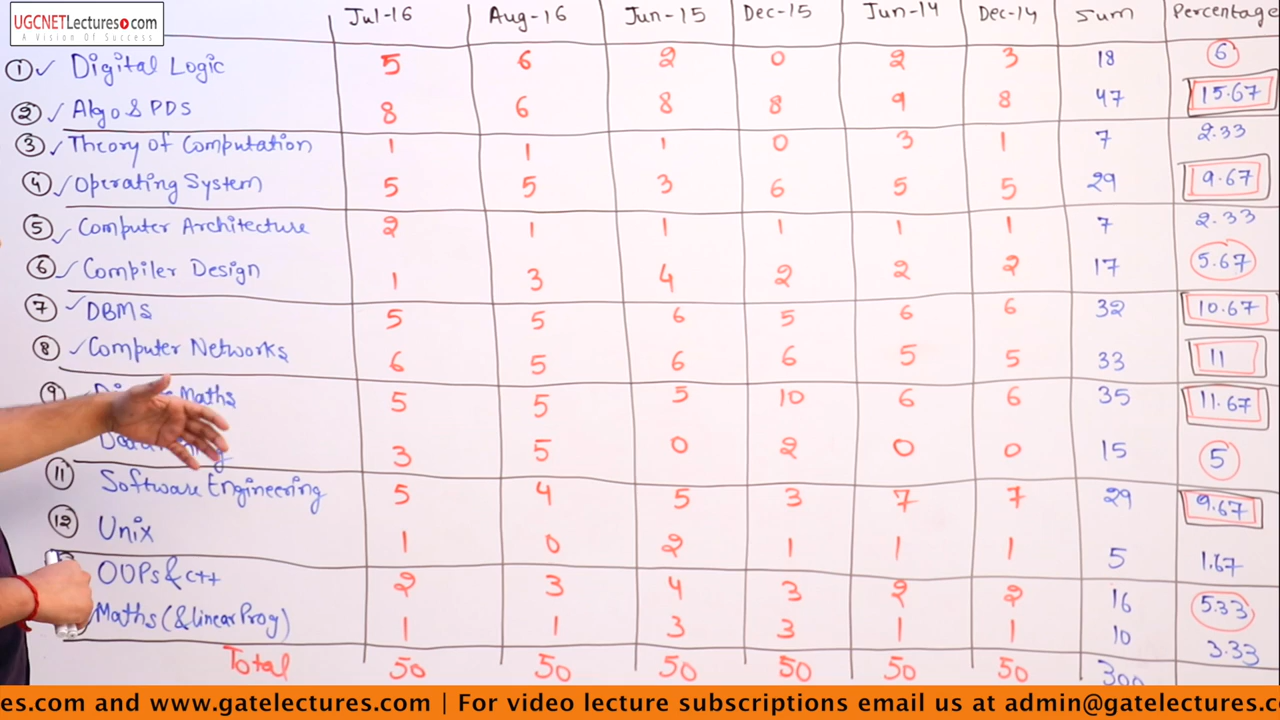 UGCNETLectures.com
A Vision Of Success
Jul-16 Aug-16 Jun-15 Dec-15 Jun-14 Dec-14 Sum Percentage
1 ✓ Digital Logic 5 6 2 0 2 3 18 6
2 ✓ Algo & PDS 8 6 8 8 9 8 47 15.67
3 ✓ Theory of Computation 1 1 1 0 3 1 7 2.33
4 ✓ Operating System 5 5 3 6 5 5 29 9.67
5 ✓ Computer Architecture 2 1 1 1 1 1 7 2.33
6 ✓ Compiler Design 1 3 4 2 2 2 17 5.67
7 ✓ DBMS 5 5 6 5 6 6 32 10.67
8 ✓ Computer Networks 6 5 6 6 5 5 33 11
9 Maths 5 5 5 10 6 6 35 11.67
3 5 0 2 0 0 15 5
11 Software Engineering 5 4 5 3 7 7 29 9.67
12 Unix 1 0 2 1 1 1 5 1.67
OOPs & C++ 2 3 4 3 2 2 16 5.33
Maths (& linear Prog) 1 1 3 3 1 1 10 3.33
Total 50 50 50 50 50 50 300
es.com and www.gatelectures.com | For video lecture subscriptions email us at admin@gatelectures.c